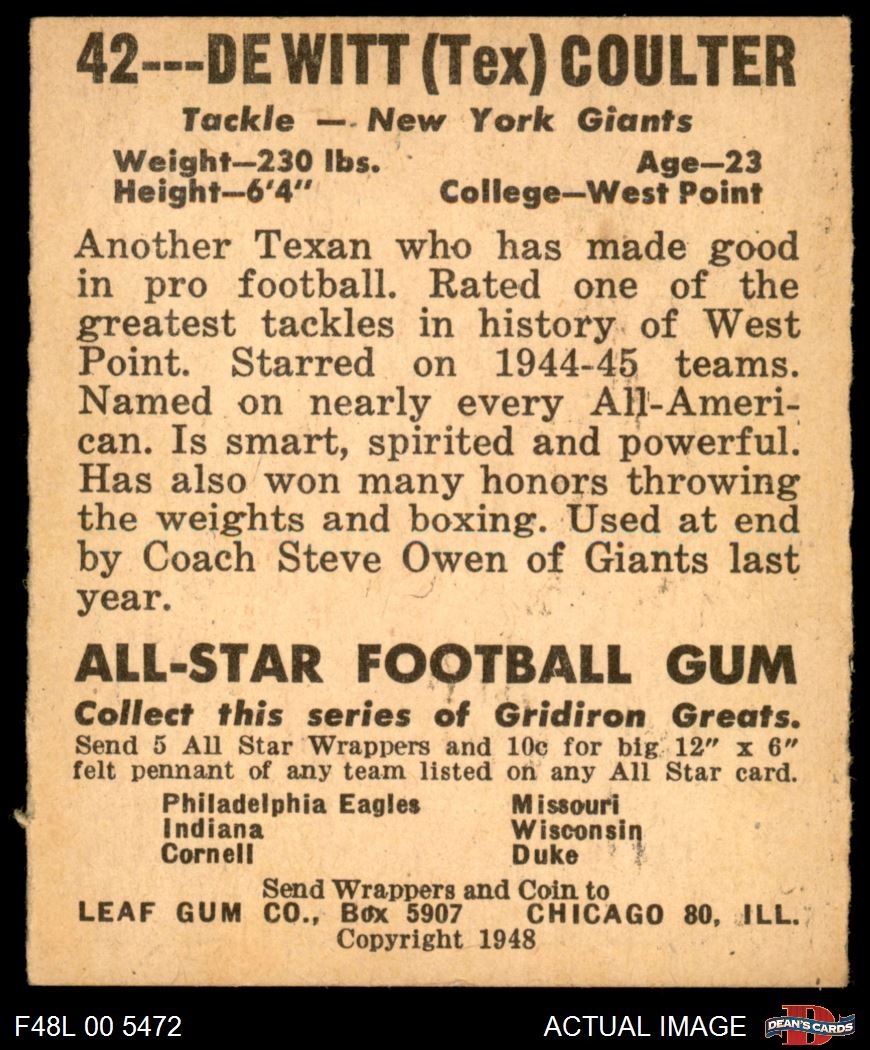 42---DE WITT (Tex) COULTER
Tackle — New York Giants
Weight—230 lbs. Age—23
Height—6'4" College—West Point
Another Texan who has made good
in pro football. Rated one of the
greatest tackles in history of West
Point. Starred on 1944-45 teams.
Named on nearly every All-Ameri-
can. Is smart, spirited and powerful.
Has also won many honors throwing
the weights and boxing. Used at end
by Coach Steve Owen of Giants last
year.
ALL-STAR FOOTBALL GUM
Collect this series of Gridiron Greats.
Send 5 All Star Wrappers and 10c for big 12" x 6"
felt pennant of any team listed on any All Star card.
Philadelphia Eagles Missouri
Indiana Wisconsin
Cornell Duke
Send Wrappers and Coin to
LEAF GUM CO., Box 5907 CHICAGO 80, ILL.
Copyright 1948
F48L 00 5472 ACTUAL IMAGE D DEAN'S CARDS